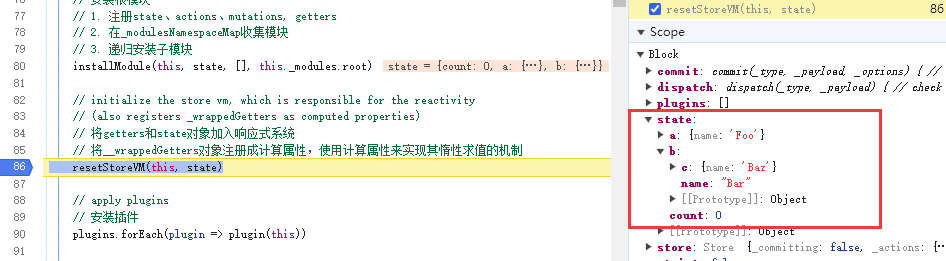 // 安装根模块
77 // 1. 注册state、actions、mutations, getters
78 // 2. 在_modulesNamespaceMap收集模块
79 // 3. 递归安装子模块
80 installModule(this, state, [], this._modules.root) state = {count: 0, a: {…}, b: {…}}
81
82 // initialize the store vm, which is responsible for the reactivity
83 // (also registers _wrappedGetters as computed properties)
84 // 将getters和state对象加入响应式系统
85 // 将__wrappedGetters对象注册成计算属性，使用计算属性来实现其惰性求值的机制
86 resetStoreVM(this, state)
87
88 // apply plugins
89 // 安装插件
90 plugins.forEach(plugin => plugin(this))
91
resetStoreVM(this, state) 86
Scope
Block
commit: commit(_type, _payload, _options) { //
dispatch: dispatch(_type, _payload) { // check
plugins: []
state:
a: {name: 'Foo'}
b:
c: {name: 'Baz'}
name: "Bar"
[[Prototype]]: Object
count: 0
[[Prototype]]: Object
store: Store {_committing: false, _actions: {…